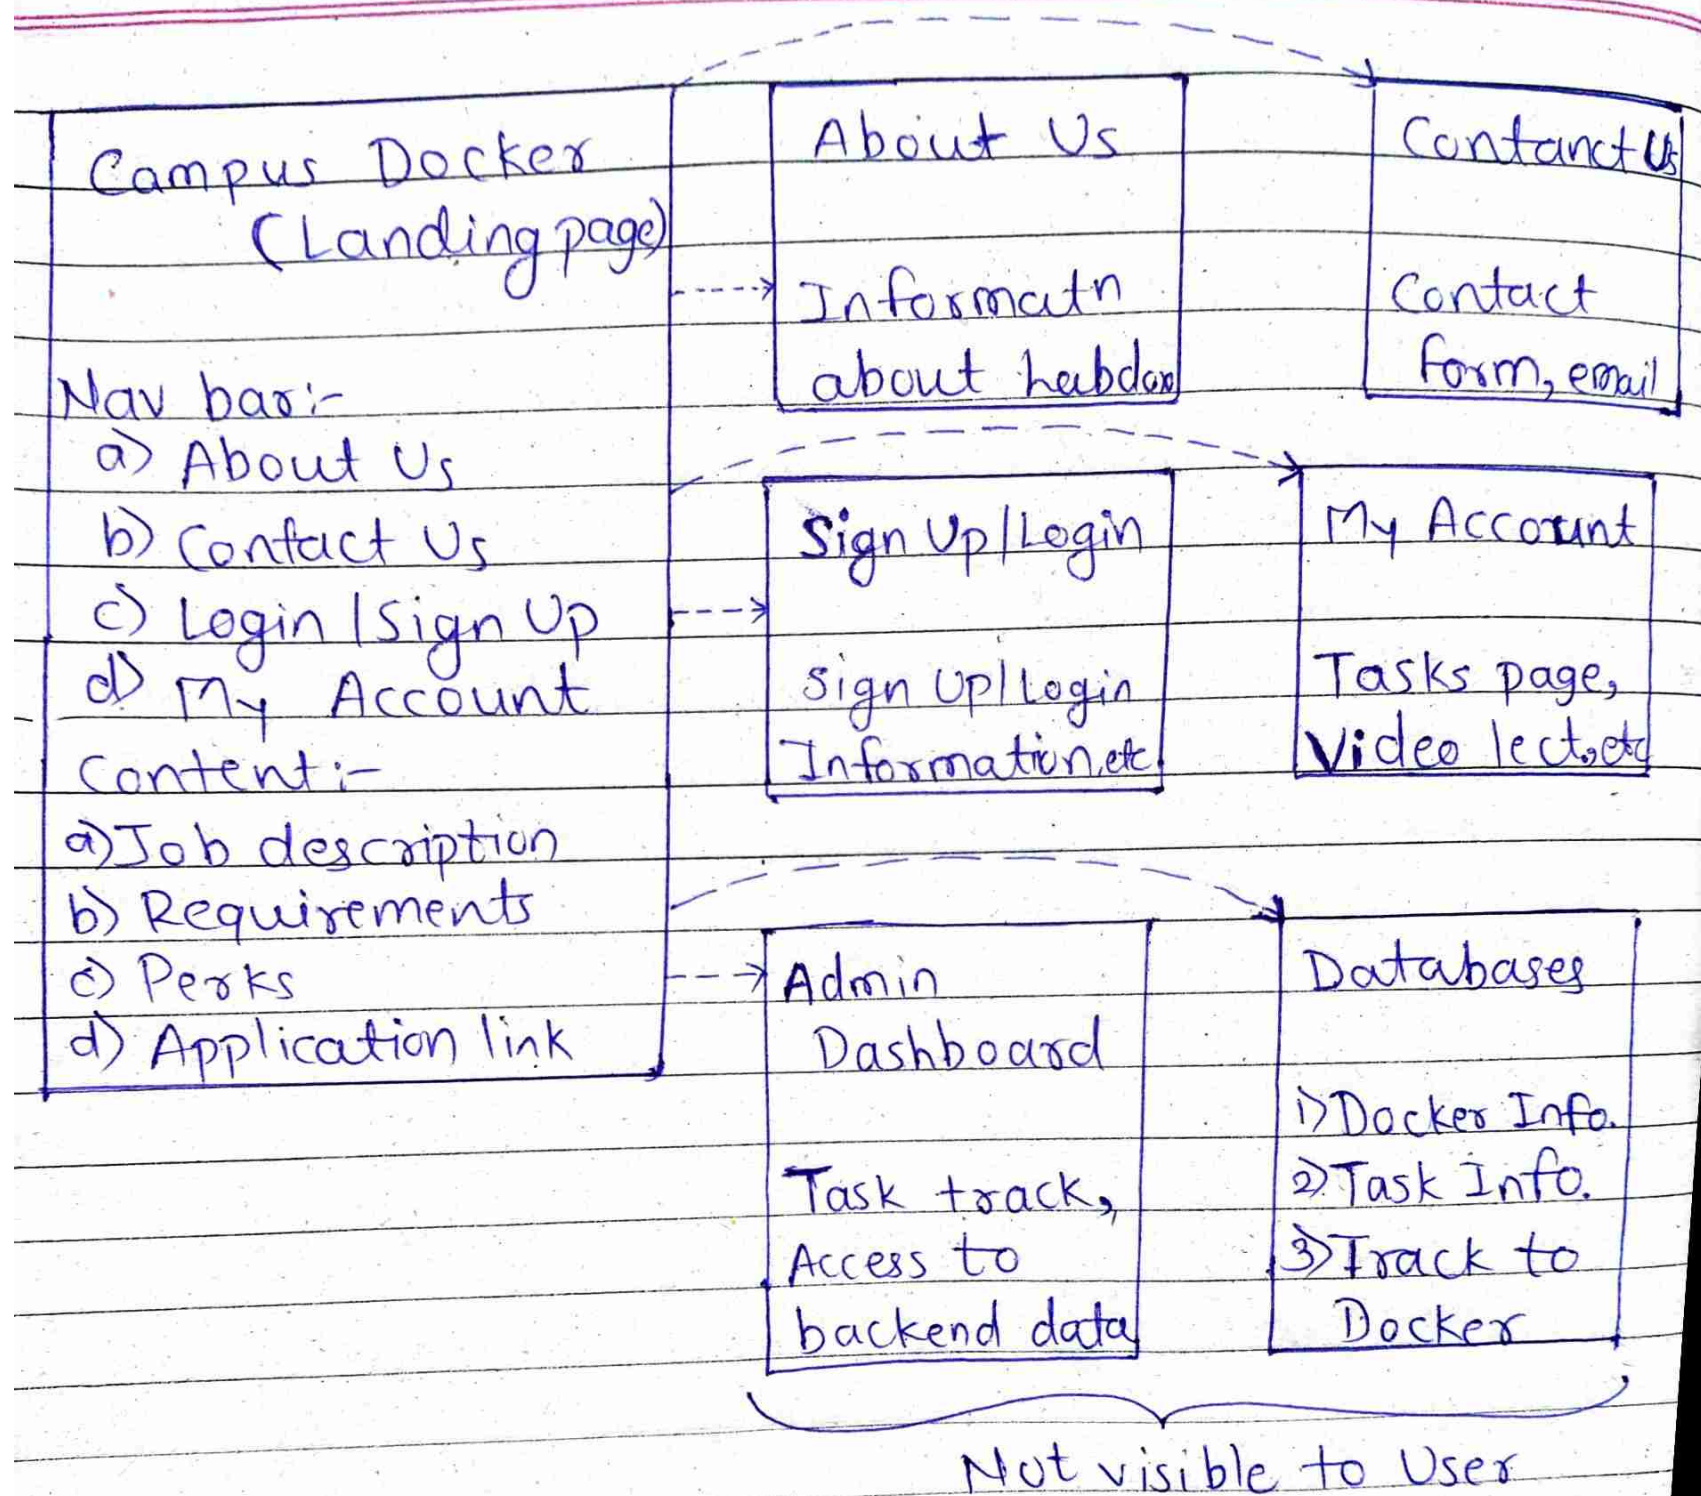 Campus Docker
(Landing page)
Nav bar:-
a) About Us
b) Contact Us
c) Login | Sign Up
d) My Account
Content:-
a) Job description
b) Requirements
c) Perks
d) Application link
About Us
Informatn
about
Contanct Us
Contact
form, email
Sign Up | Login
Sign Up | Login
Information, etc
My Account
Tasks page,
Video lect, etc
Admin
Dashboard
Task track,
Access to
backend data
Databases
1) Docker Info.
2) Task Info.
3) Track to
Docker
Not visible to User